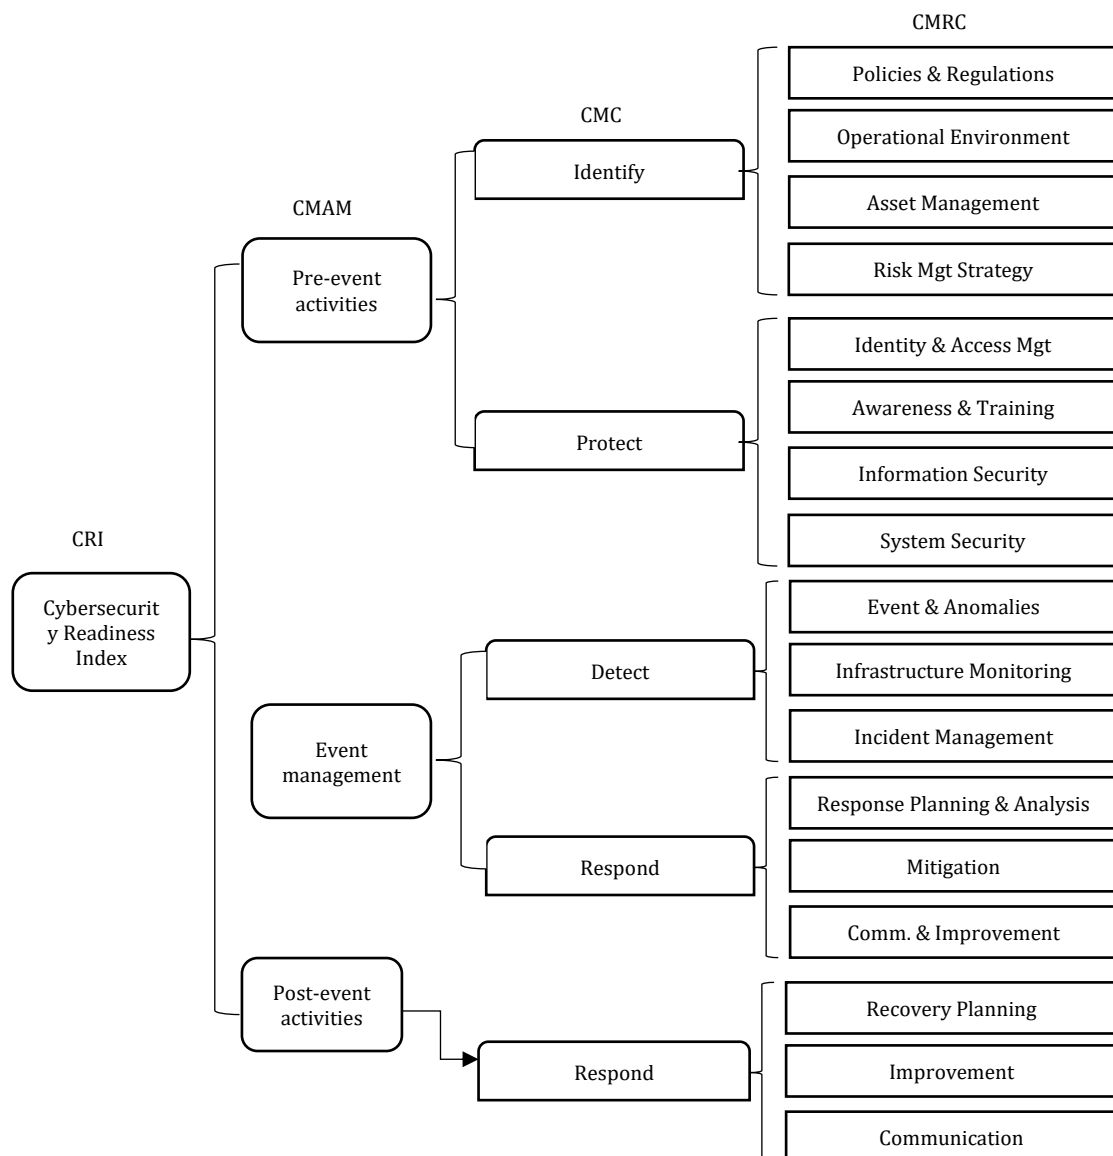 CMRC
Policies & Regulations
CMC
Operational Environment
Identify
Asset Management
CMAM
Risk Mgt Strategy
Pre-event
activities
Identity & Access Mgt
Awareness & Training
Protect
Information Security
CRI
System Security
Cybersecurit
y Readiness
Index
Event & Anomalies
Detect
Infrastructure Monitoring
Event
management
Incident Management
Response Planning & Analysis
Respond
Mitigation
Comm. & Improvement
Post-event
activities
Recovery Planning
Respond
Improvement
Communication